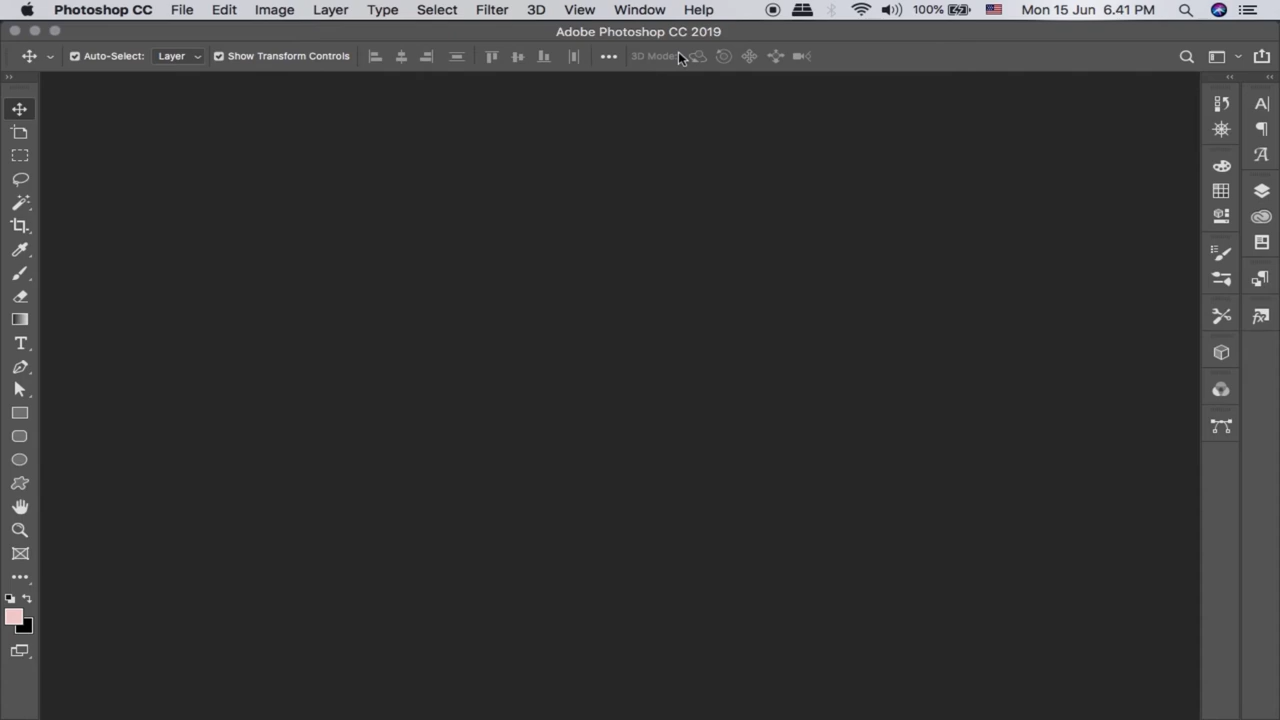 Photoshop CC File Edit Image Layer Type Select Filter 3D View Window Help 100% Mon 15 Jun 6.41 PM
Adobe Photoshop CC 2019
Auto-Select: Layer Show Transform Controls 3D Mode: